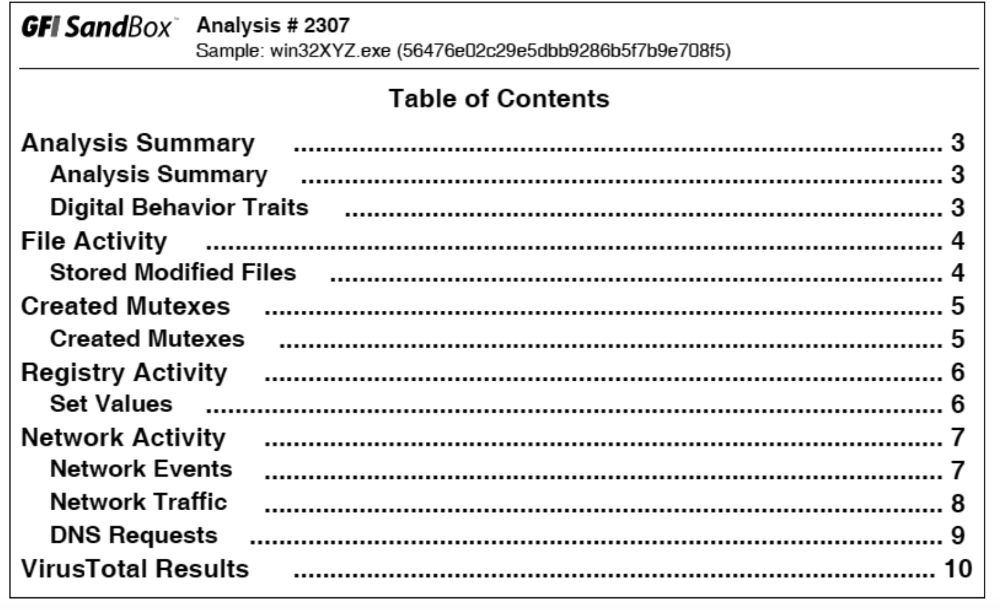 GFI SandBox™ Analysis # 2307
Sample: win32XYZ.exe (56476e02c29e5dbb9286b5f7b9e708f5)
Table of Contents
Analysis Summary ........................................................................................ 3
Analysis Summary ........................................................................................ 3
Digital Behavior Traits .................................................................................. 3
File Activity .................................................................................................... 4
Stored Modified Files .................................................................................... 4
Created Mutexes ............................................................................................ 5
Created Mutexes .......................................................................................... 5
Registry Activity ............................................................................................ 6
Set Values .................................................................................................... 6
Network Activity ............................................................................................ 7
Network Events ............................................................................................ 7
Network Traffic ............................................................................................ 8
DNS Requests .............................................................................................. 9
VirusTotal Results ........................................................................................ 10